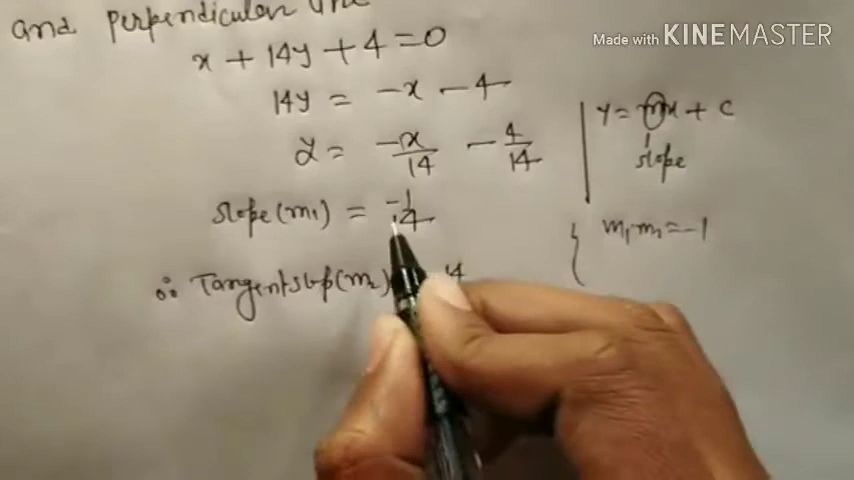 and perpendicular
Made with KINEMASTER
x + 14y + 4 = 0
14y = -x - 4
y = -x/14 - 4/14
y = mx + c
slope
slope(m₁) = -1/14
m₁m₂ = -1
∴ Tangent slop(m₂) 14